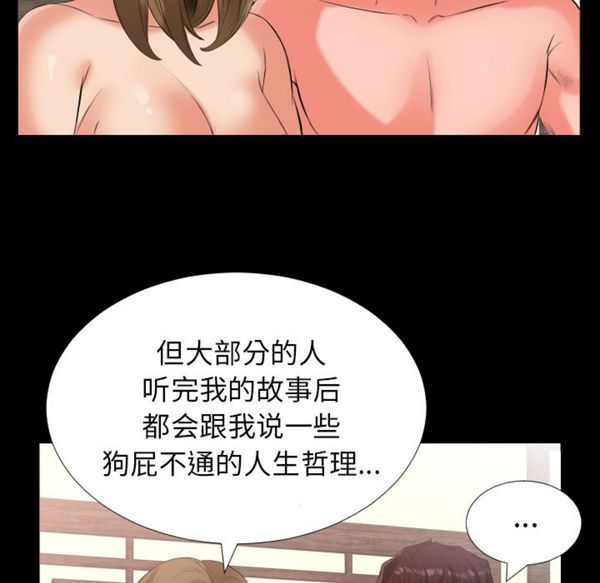 但大部分的人
听完我的故事后
都会跟我说一些
狗屁不通的人生哲理...
...